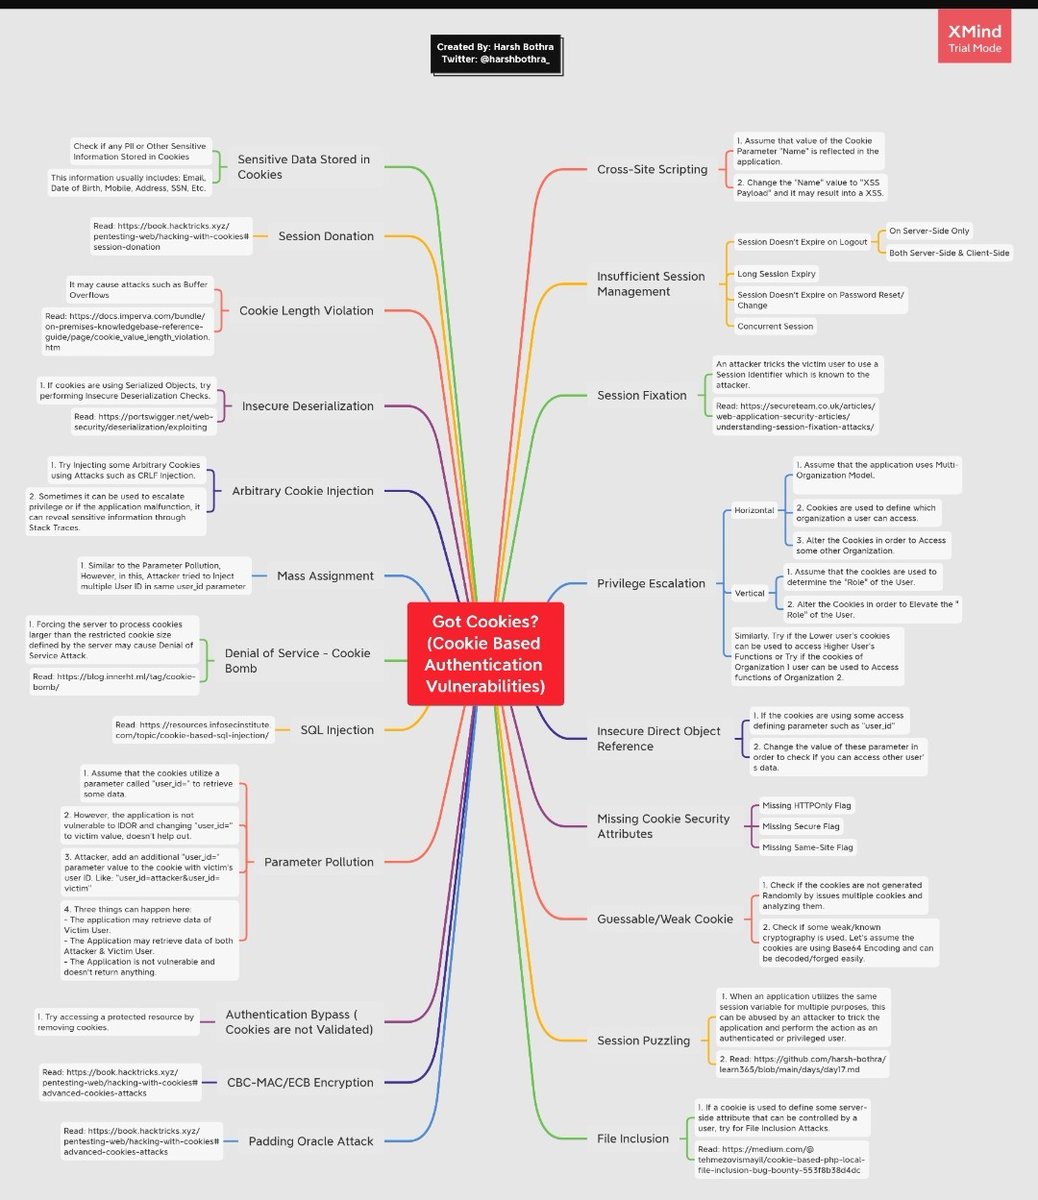 XMind
Trial Mode
Created By: Harsh Bothra
Twitter: @harshbothra_
Got Cookies?
(Cookie Based
Authentication
Vulnerabilities)
Sensitive Data Stored in
Cookies
Check if any PII or Other Sensitive
Information Stored in Cookies
This information usually includes: Email,
Date of Birth, Mobile, Address, SSN, Etc.
Session Donation
Read: https://book.hacktricks.xyz/
pentesting-web/hacking-with-cookies#
session-donation
Cookie Length Violation
It may cause attacks such as Buffer
Overflows
Read: https://docs.imperva.com/bundle/
on-premises-knowledgebase-reference-
guide/page/cookie_value_length_violation.
htm
Insecure Deserialization
1. If cookies are using Serialized Objects, try
performing Insecure Deserialization Checks.
Read: https://portswigger.net/web-
security/deserialization/exploiting
Arbitrary Cookie Injection
1. Try Injecting some Arbitrary Cookies
using Attacks such as CRLF Injection.
2. Sometimes it can be used to escalate
privilege or if the application malfunction, it
can reveal sensitive information through
Stack Traces.
Mass Assignment
1. Similar to the Parameter Pollution,
However, in this, Attacker tried to Inject
multiple User ID in same user_id parameter
Denial of Service - Cookie
Bomb
1. Forcing the server to process cookies
larger than the restricted cookie size
defined by the server may cause Denial of
Service Attack.
Read: https://blog.innerht.ml/tag/cookie-
bomb/
SQL Injection
Read: https://resources.infosecinstitute.
com/topic/cookie-based-sql-injection/
Parameter Pollution
1. Assume that the cookies utilize a
parameter called "user_id=" to retrieve
some data.
2. However, the application is not
vulnerable to IDOR and changing "user_id="
to victim value, doesn't help out.
3. Attacker, add an additional "user_id="
parameter value to the cookie with victim's
user ID. Like: "user_id=attacker&user_id=
victim"
4. Three things can happen here:
- The application may retrieve data of
Victim User.
- The Application may retrieve data of both
Attacker & Victim User.
- The Application is not vulnerable and
doesn't return anything.
Authentication Bypass (
Cookies are not Validated)
1. Try accessing a protected resource by
removing cookies.
CBC-MAC/ECB Encryption
Read: https://book.hacktricks.xyz/
pentesting-web/hacking-with-cookies#
advanced-cookies-attacks
Padding Oracle Attack
Read: https://book.hacktricks.xyz/
pentesting-web/hacking-with-cookies#
advanced-cookies-attacks
Cross-Site Scripting
1. Assume that value of the Cookie
Parameter "Name" is reflected in the
application.
2. Change the "Name" value to "XSS
Payload" and it may result into a XSS.
Insufficient Session
Management
Session Doesn't Expire on Logout
On Server-Side Only
Both Server-Side & Client-Side
Long Session Expiry
Session Doesn't Expire on Password Reset/
Change
Concurrent Session
Session Fixation
An attacker tricks the victim user to use a
Session Identifier which is known to the
attacker.
Read: https://secureteam.co.uk/articles/
web-application-security-articles/
understanding-session-fixation-attacks/
Privilege Escalation
Horizontal
1. Assume that the application uses Multi-
Organization Model.
2. Cookies are used to define which
organization a user can access.
3. Alter the Cookies in order to Access
some other Organization.
Vertical
1. Assume that the cookies are used to
determine the "Role" of the User.
2. Alter the Cookies in order to Elevate the "
Role" of the User.
Similarly, Try if the Lower user's cookies
can be used to access Higher User's
Functions or Try if the cookies of
Organization 1 user can be used to Access
functions of Organization 2.
Insecure Direct Object
Reference
1. If the cookies are using some access
defining parameter such as "user_id"
2. Change the value of these parameter in
order to check if you can access other user'
s data.
Missing Cookie Security
Attributes
Missing HTTPOnly Flag
Missing Secure Flag
Missing Same-Site Flag
Guessable/Weak Cookie
1. Check if the cookies are not generated
Randomly by issues multiple cookies and
analyzing them.
2. Check if some weak/known
cryptography is used. Let's assume the
cookies are using Base64 Encoding and can
be decoded/forged easily.
Session Puzzling
1. When an application utilizes the same
session variable for multiple purposes, this
can be abused by an attacker to trick the
application and perform the action as an
authenticated or privileged user.
2. Read: https://github.com/harsh-bothra/
learn365/blob/main/days/day17.md
File Inclusion
1. If a cookie is used to define some server-
side attribute that can be controlled by a
user, try for File Inclusion Attacks.
Read: https://medium.com/@
tehmezovismayil/cookie-based-php-local-
file-inclusion-bug-bounty-553f8b38d4dc